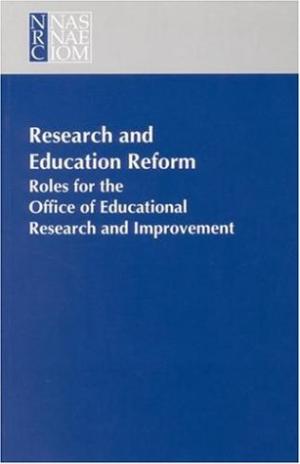 NRC
NAS
NAE
IOM
Research and
Education Reform
Roles for the
Office of Educational
Research and Improvement